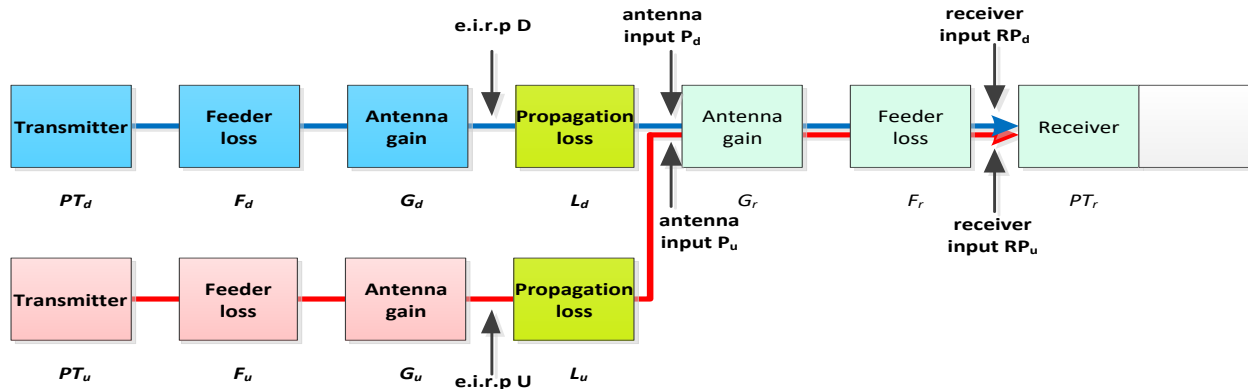 e.i.r.p D
antenna
input Pd
receiver
input RPd
Transmitter
Feeder
loss
Antenna
gain
Propagation
loss
Antenna
gain
Feeder
loss
Receiver
PTd
Fd
Gd
Ld
Gr
Fr
PTr
antenna
input Pu
receiver
input RPu
Transmitter
Feeder
loss
Antenna
gain
Propagation
loss
PTu
Fu
Gu
e.i.r.p U
Lu